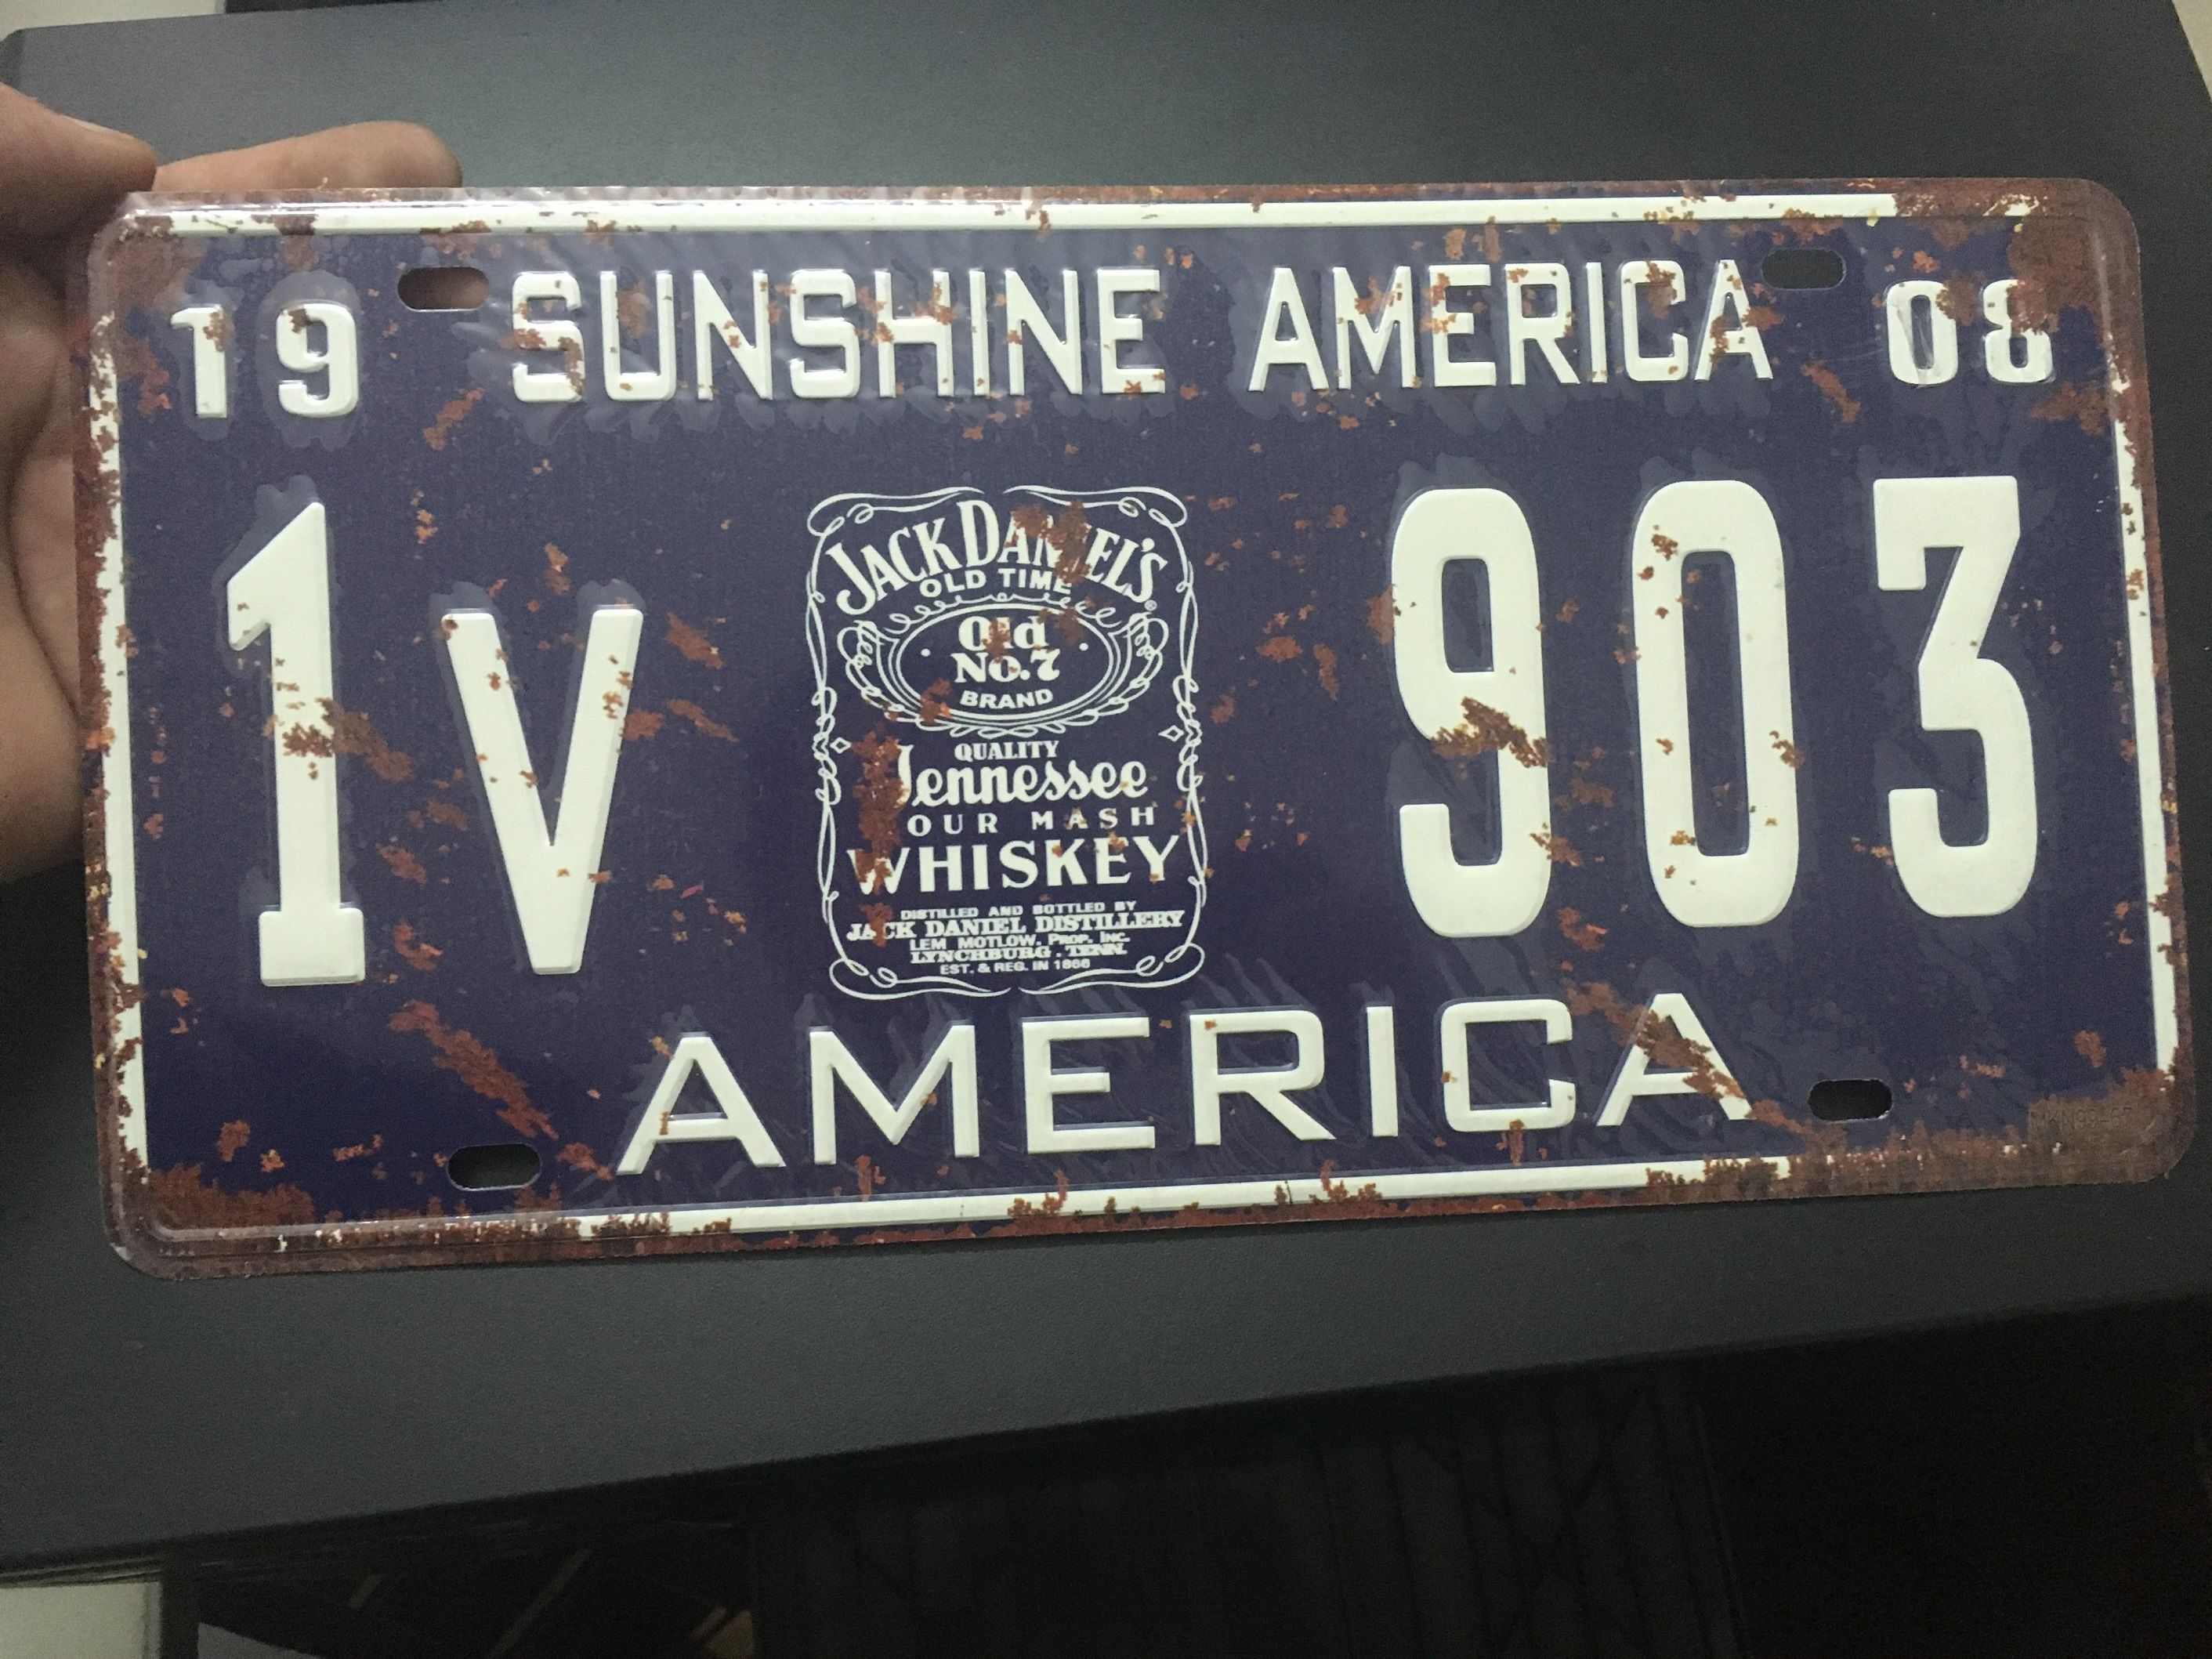 19 SUNSHINE AMERICA 08
1V 903
JACK DANIEL'S
OLD TIME
Old
No.7
BRAND
QUALITY
Tennessee
OUR MASH
WHISKEY
DISTILLED AND BOTTLED BY
JACK DANIEL DISTILLERY
LEM MOTLOW, PROP. INC.
LYNCHBURG, TENN.
EST. & REG. IN 1866
AMERICA